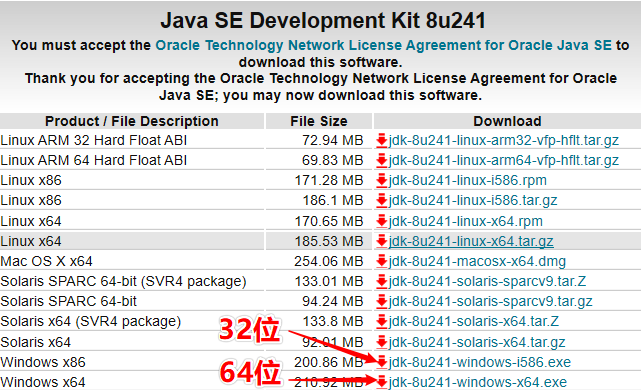 Java SE Development Kit 8u241
You must accept the Oracle Technology Network License Agreement for Oracle Java SE to
download this software.
Thank you for accepting the Oracle Technology Network License Agreement for Oracle
Java SE; you may now download this software.
Product / File Description File Size Download
Linux ARM 32 Hard Float ABI 72.94 MB jdk-8u241-linux-arm32-vfp-hflt.tar.gz
Linux ARM 64 Hard Float ABI 69.83 MB jdk-8u241-linux-arm64-vfp-hflt.tar.gz
Linux x86 171.28 MB jdk-8u241-linux-i586.rpm
Linux x86 186.1 MB jdk-8u241-linux-i586.tar.gz
Linux x64 170.65 MB jdk-8u241-linux-x64.rpm
Linux x64 185.53 MB jdk-8u241-linux-x64.tar.gz
Mac OS X x64 254.06 MB jdk-8u241-macosx-x64.dmg
Solaris SPARC 64-bit (SVR4 package) 133.01 MB jdk-8u241-solaris-sparcv9.tar.Z
Solaris SPARC 64-bit 94.24 MB jdk-8u241-solaris-sparcv9.tar.gz
Solaris x64 (SVR4 package) 133.8 MB jdk-8u241-solaris-x64.tar.Z
32位
Solaris x64 92.01 MB jdk-8u241-solaris-x64.tar.gz
Windows x86 200.86 MB jdk-8u241-windows-i586.exe
64位
Windows x64 210.92 MB jdk-8u241-windows-x64.exe